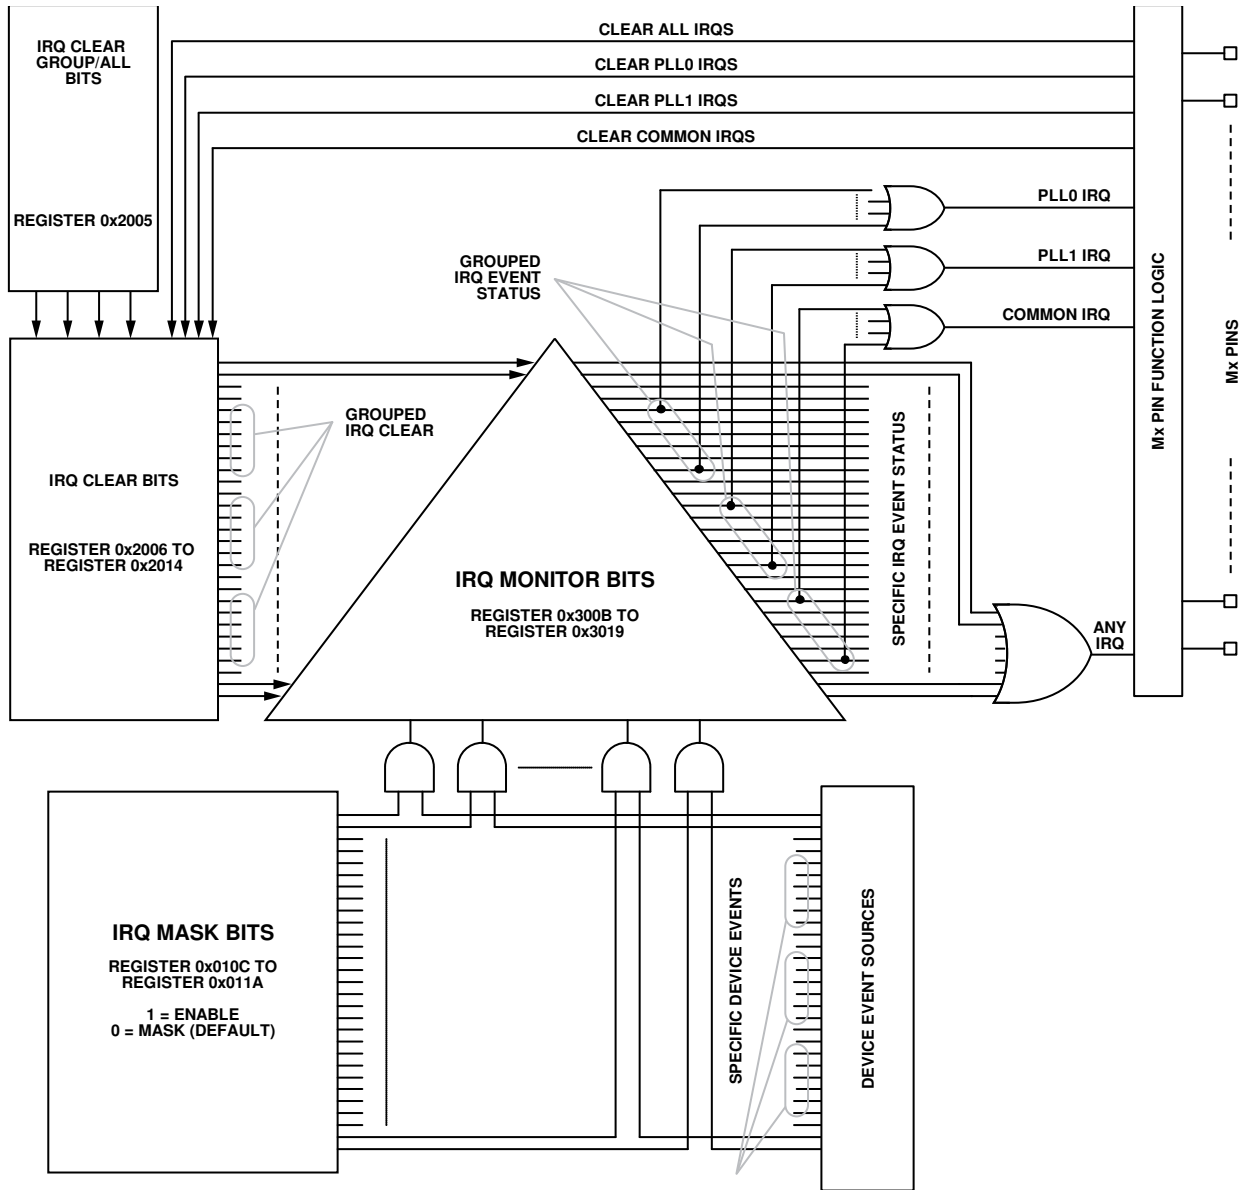 IRQ CLEAR
GROUP/ALL
BITS
REGISTER 0x2005
CLEAR ALL IRQS
CLEAR PLL0 IRQS
CLEAR PLL1 IRQS
CLEAR COMMON IRQS
PLL0 IRQ
PLL1 IRQ
COMMON IRQ
GROUPED
IRQ EVENT
STATUS
Mx PIN FUNCTION LOGIC
Mx PINS
GROUPED
IRQ CLEAR
IRQ CLEAR BITS
REGISTER 0x2006 TO
REGISTER 0x2014
IRQ MONITOR BITS
REGISTER 0x300B TO
REGISTER 0x3019
SPECIFIC IRQ EVENT STATUS
ANY
IRQ
IRQ MASK BITS
REGISTER 0x010C TO
REGISTER 0x011A
1 = ENABLE
0 = MASK (DEFAULT)
SPECIFIC DEVICE EVENTS
DEVICE EVENT SOURCES